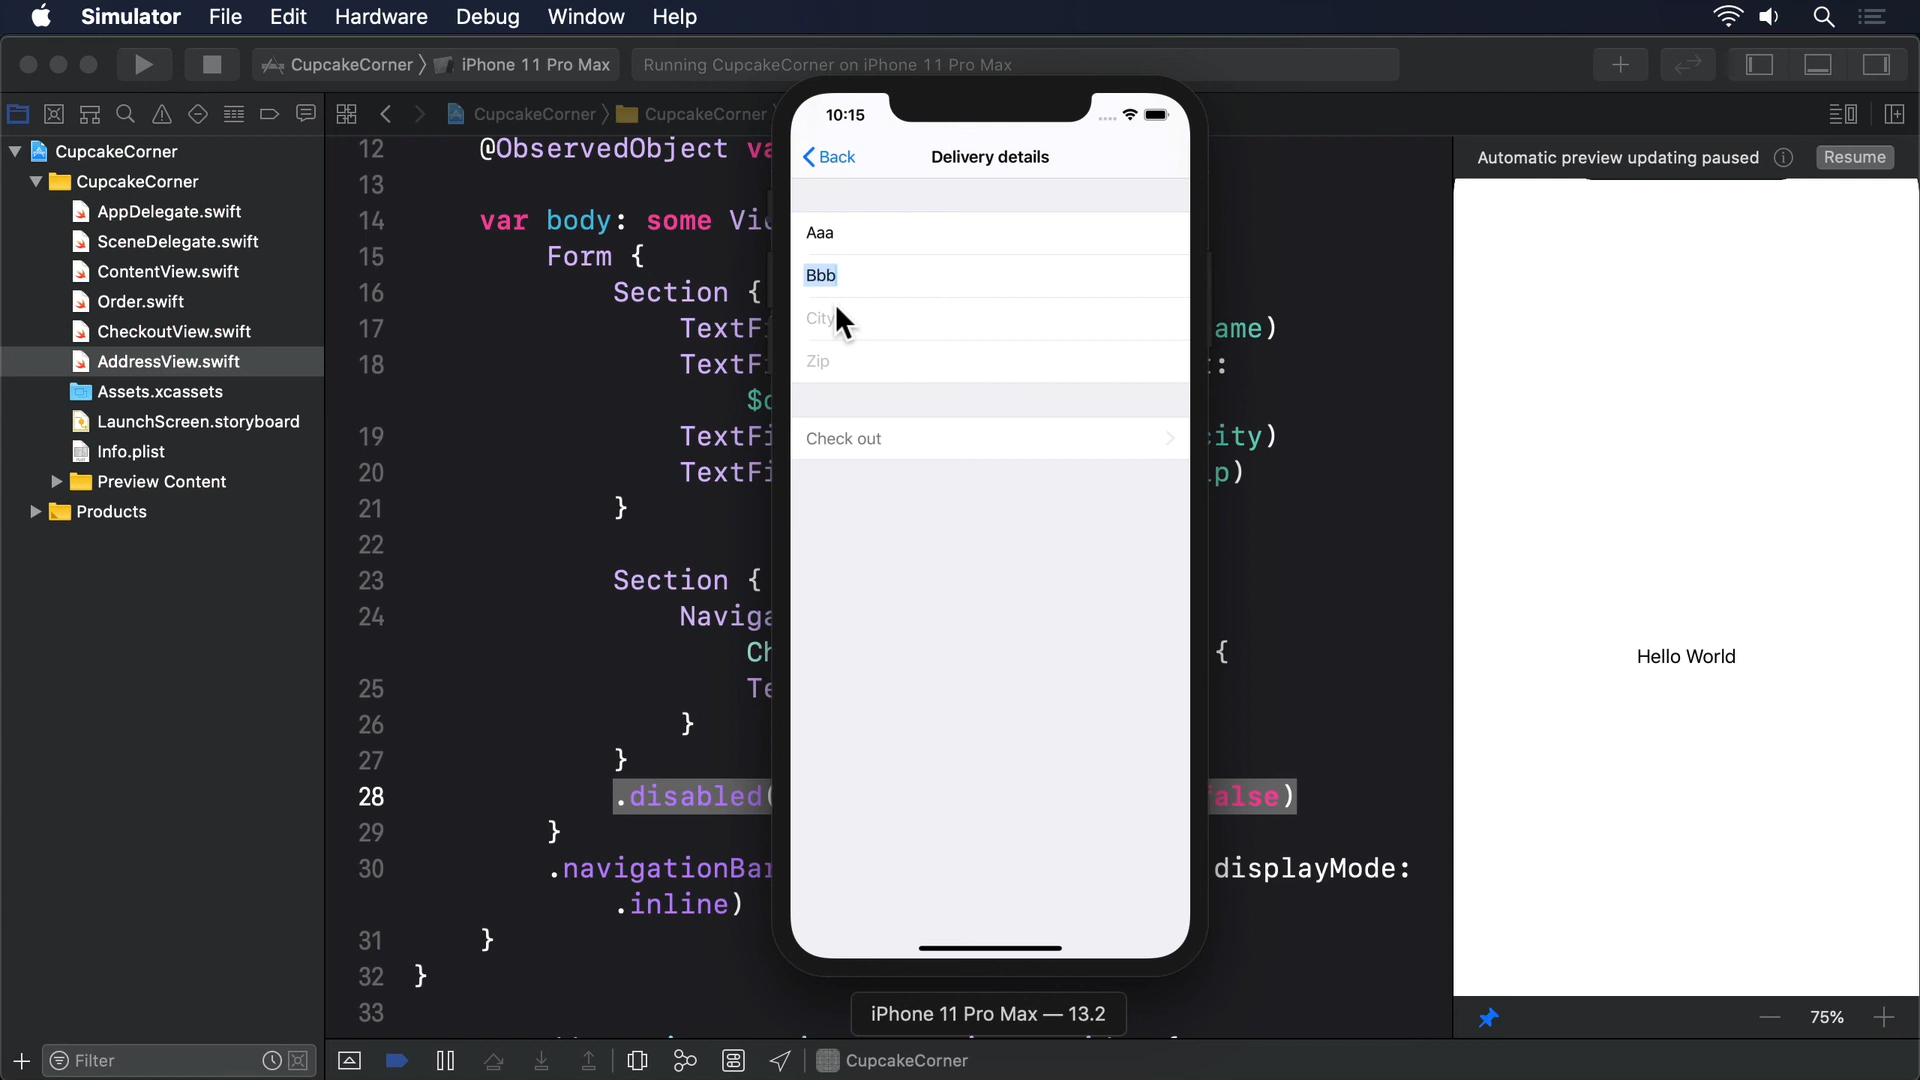 Simulator File Edit Hardware Debug Window Help
CupcakeCorner iPhone 11 Pro Max
Running CupcakeCorner on iPhone 11 Pro Max
CupcakeCorner CupcakeCorner
CupcakeCorner
CupcakeCorner
AppDelegate.swift
SceneDelegate.swift
ContentView.swift
Order.swift
CheckoutView.swift
AddressView.swift
Assets.xcassets
LaunchScreen.storyboard
Info.plist
Preview Content
Products
Filter
12 @ObservedObject va
13
14 var body: some Vi
15 Form {
16 Section {
17 TextFi ame)
18 TextFi :
$
19 TextFi city)
20 TextFi p)
21 }
22
23 Section {
24 Naviga
Ch {
25 Te
26 }
27 }
28 .disabled( false)
29 }
30 .navigationBar displayMode:
.inline)
31 }
32 }
33
10:15
Back Delivery details
Aaa
Bbb
City
Zip
Check out
iPhone 11 Pro Max — 13.2
Automatic preview updating paused Resume
Hello World
75%
CupcakeCorner